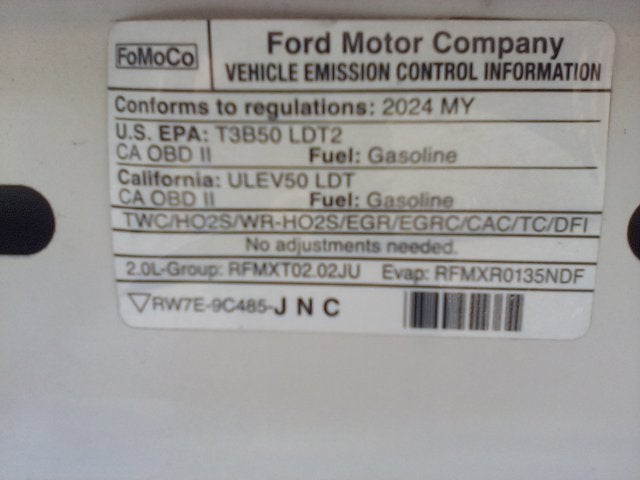 FoMoCo
Ford Motor Company
VEHICLE EMISSION CONTROL INFORMATION
Conforms to regulations: 2024 MY
U.S. EPA: T3B50 LDT2
CA OBD II Fuel: Gasoline
California: ULEV50 LDT
CA OBD II Fuel: Gasoline
TWC/HO2S/WR-HO2S/EGR/EGRC/CAC/TC/DFI
No adjustments needed.
2.0L-Group: RFMXT02.02JU Evap: RFMXR0135NDF
▽RW7E-9C485-JNC